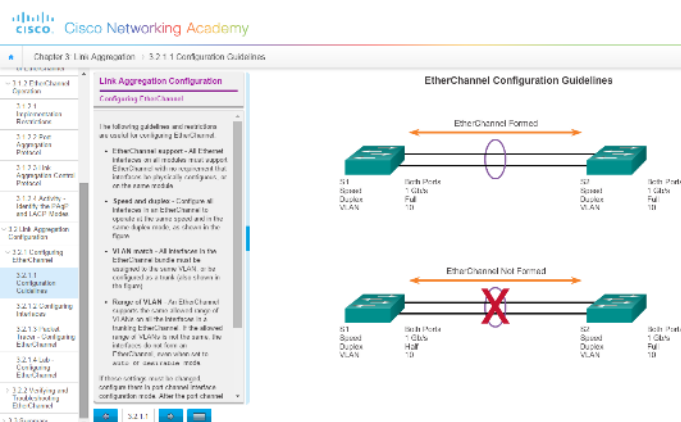 CISCO. Cisco Networking Academy
Chapter 3: Link Aggregation 3.2.1.1 Configuration Guidelines
3.1.2 EtherChannel
Operation
3.1.2.1
Implementation
Restrictions
3.1.2.2 Port
Aggregation
Protocol
3.1.2.3 Link
Aggregation Control
Protocol
3.1.2.4 Activity -
Identify the PAgP
and LACP Modes
3.2 Link Aggregation
Configuration
3.2.1 Configuring
EtherChannel
3.2.1.1
Configuration
Guidelines
3.2.1.2 Configuring
Interfaces
3.2.1.3 Packet
Tracer - Configuring
EtherChannel
3.2.1.4 Lab -
Configuring
EtherChannel
3.2.2 Verifying and
Troubleshooting
EtherChannel
3.3 Summary
Link Aggregation Configuration
Configuring EtherChannel
The following guidelines and restrictions
are useful for configuring EtherChannel:
• EtherChannel support - All Ethernet
interfaces on all modules must support
EtherChannel with no requirement that
interfaces be physically contiguous, or
on the same module.
• Speed and duplex - Configure all
interfaces in an EtherChannel to
operate at the same speed and in the
same duplex mode, as shown in the
figure.
• VLAN match - All interfaces in the
EtherChannel bundle must be
assigned to the same VLAN, or be
configured as a trunk (also shown in
the figure).
• Range of VLAN - An EtherChannel
supports the same allowed range of
VLANs on all the interfaces in a
trunking EtherChannel. If the allowed
range of VLANs is not the same, the
interfaces do not form an
EtherChannel, even when set to
auto or desirable mode.
If these settings must be changed,
configure them in port channel interface
configuration mode. After the port channel
3.2.1.1
EtherChannel Configuration Guidelines
EtherChannel Formed
S1 Both Ports
Speed 1 Gb/s
Duplex Full
VLAN 10
S2 Both Ports
Speed 1 Gb/s
Duplex Full
VLAN 10
EtherChannel Not Formed
S1 Both Ports
Speed 1 Gb/s
Duplex Half
VLAN 10
S2 Both Ports
Speed 1 Gb/s
Duplex Full
VLAN 10